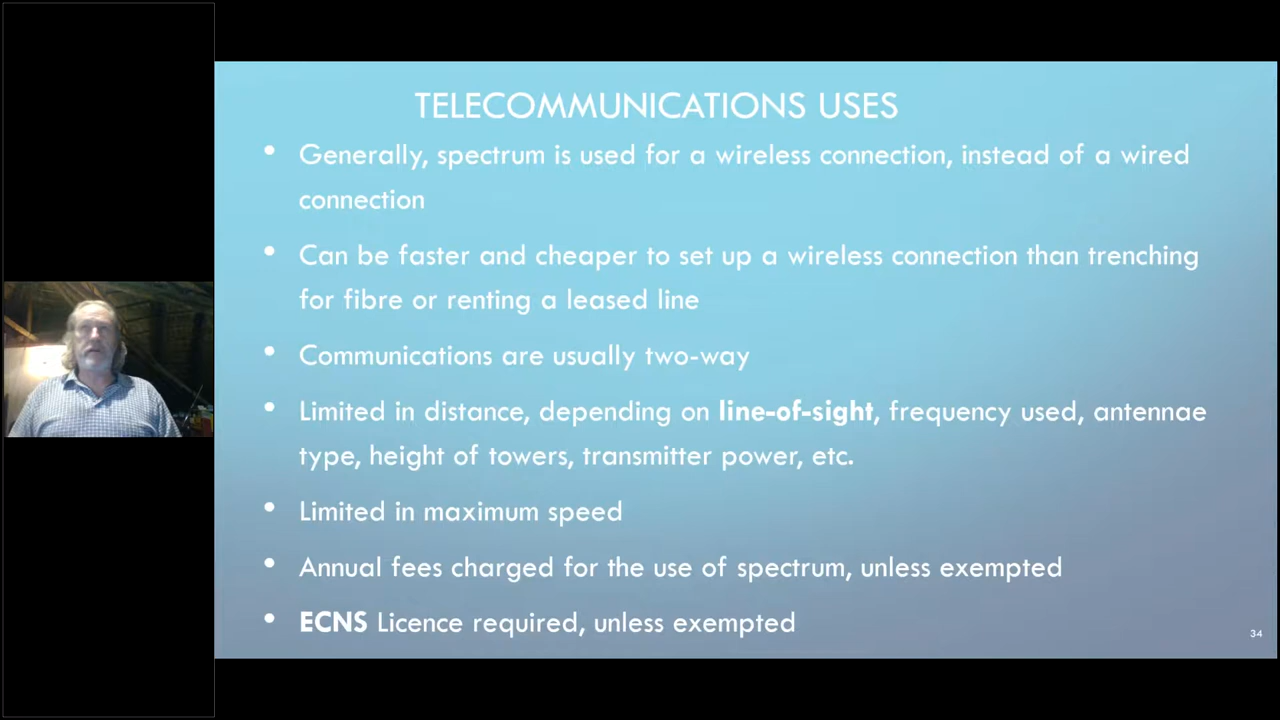 TELECOMMUNICATIONS USES
• Generally, spectrum is used for a wireless connection, instead of a wired
connection
• Can be faster and cheaper to set up a wireless connection than trenching
for fibre or renting a leased line
• Communications are usually two-way
• Limited in distance, depending on line-of-sight, frequency used, antennae
type, height of towers, transmitter power, etc.
• Limited in maximum speed
• Annual fees charged for the use of spectrum, unless exempted
• ECNS Licence required, unless exempted
34